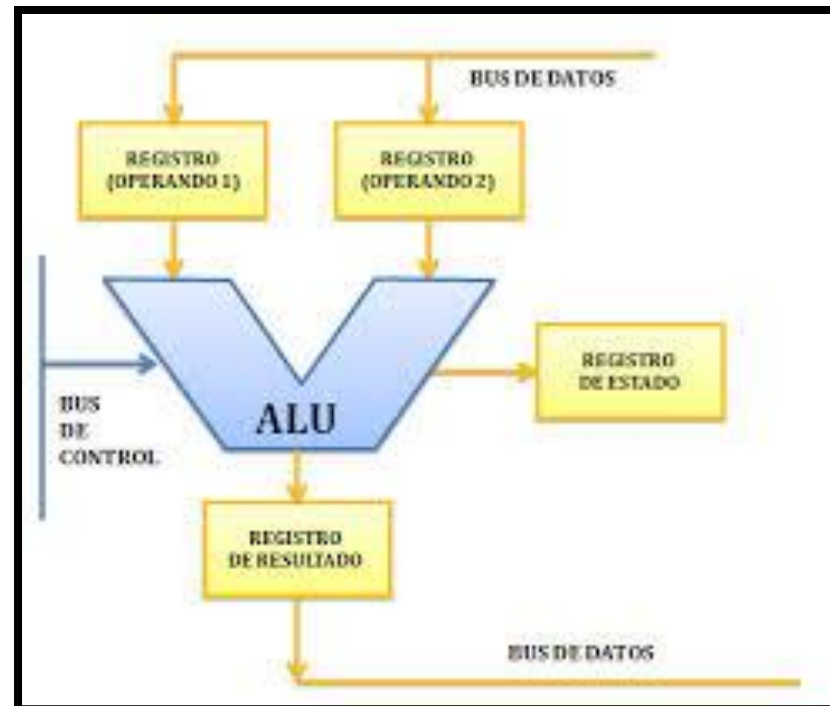 BUS DE DATOS
REGISTRO
(OPERANDO 1)
REGISTRO
(OPERANDO 2)
REGISTRO
DE ESTADO
BUS
DE
CONTROL
ALU
REGISTRO
DE RESULTADO
BUS DE DATOS